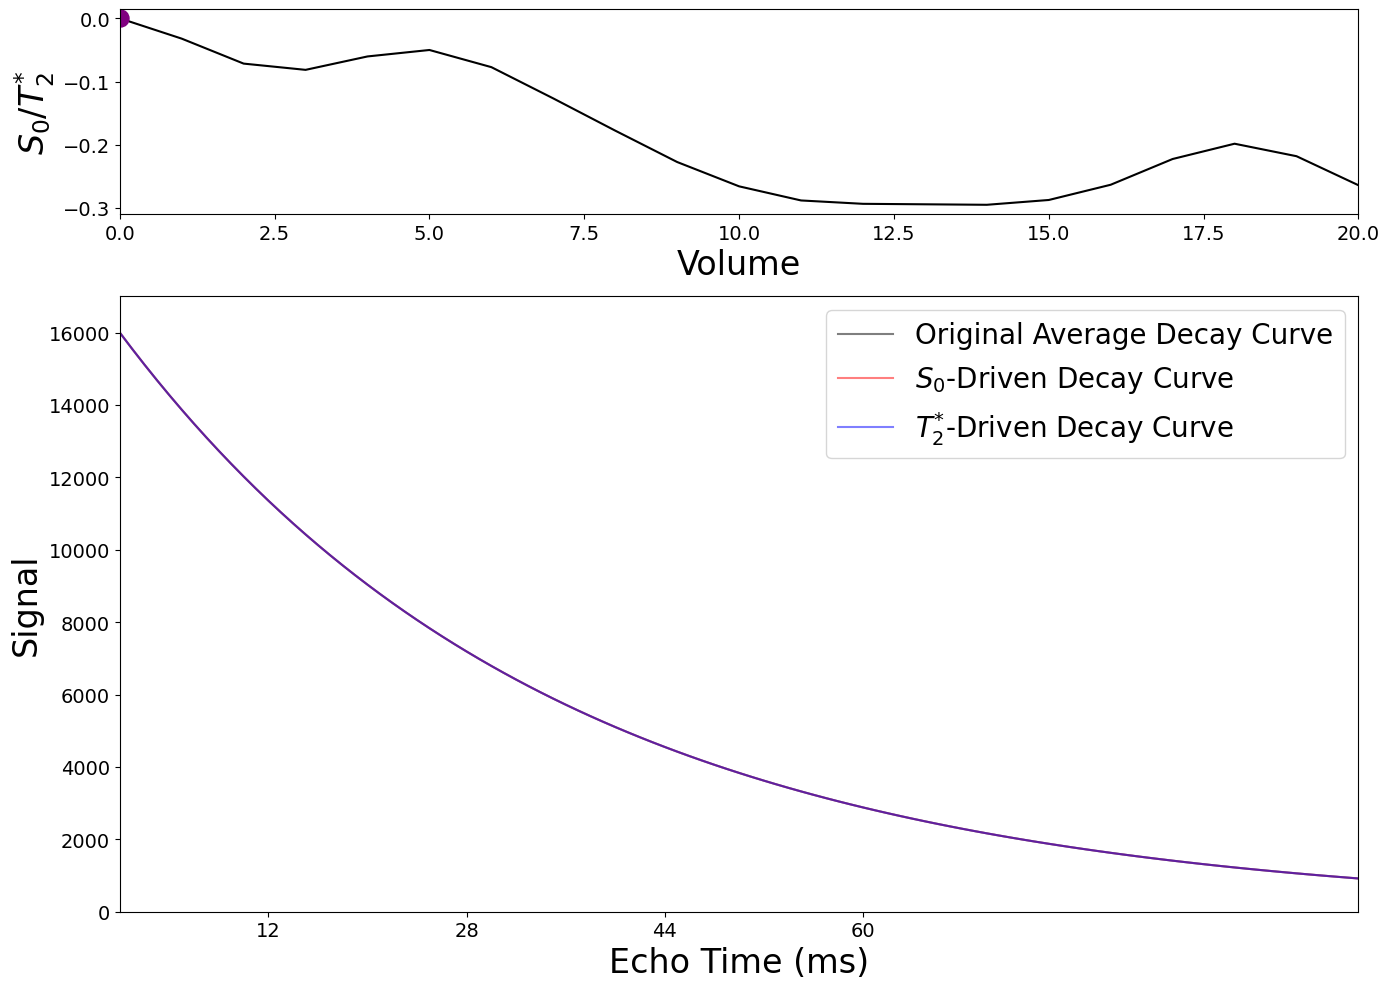 S₀/T₂*
0.0
−0.1
−0.2
−0.3
0.0 2.5 5.0 7.5 10.0 12.5 15.0 17.5 20.0
Volume
Signal
16000
14000
12000
10000
8000
6000
4000
2000
0
Original Average Decay Curve
S₀-Driven Decay Curve
T₂*-Driven Decay Curve
12 28 44 60
Echo Time (ms)